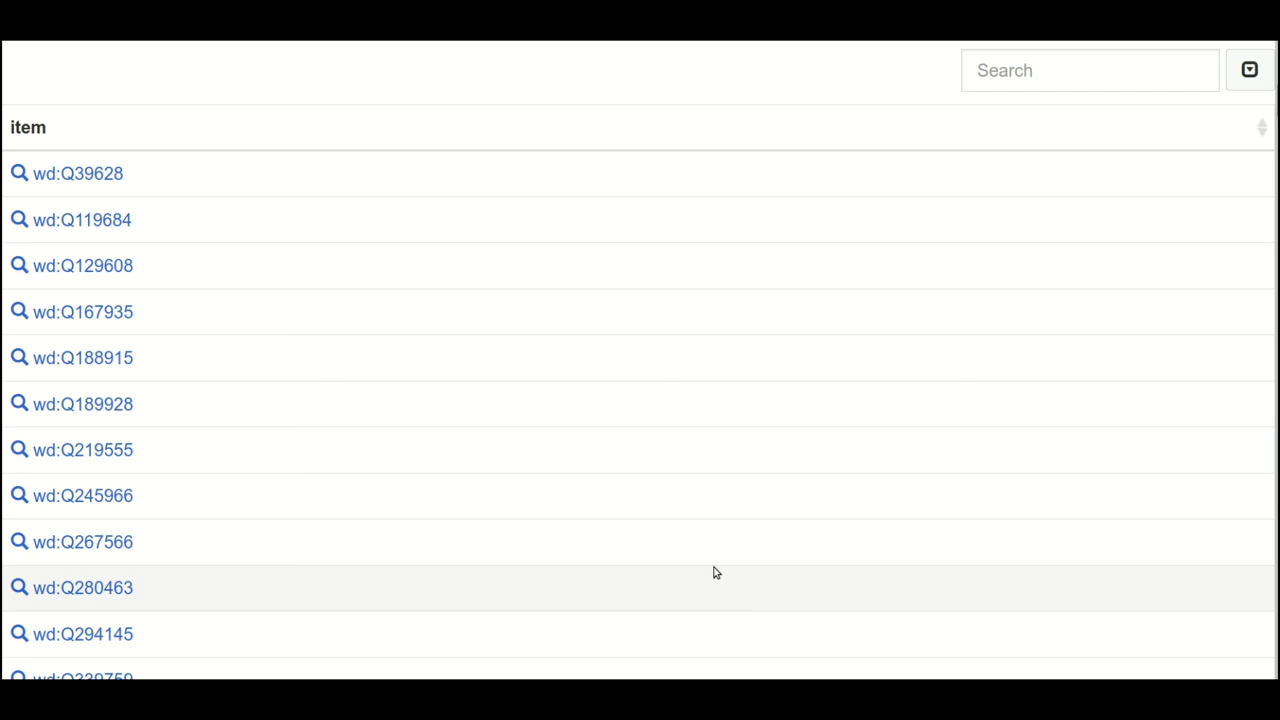 Search
item
wd:Q39628
wd:Q119684
wd:Q129608
wd:Q167935
wd:Q188915
wd:Q189928
wd:Q219555
wd:Q245966
wd:Q267566
wd:Q280463
wd:Q294145